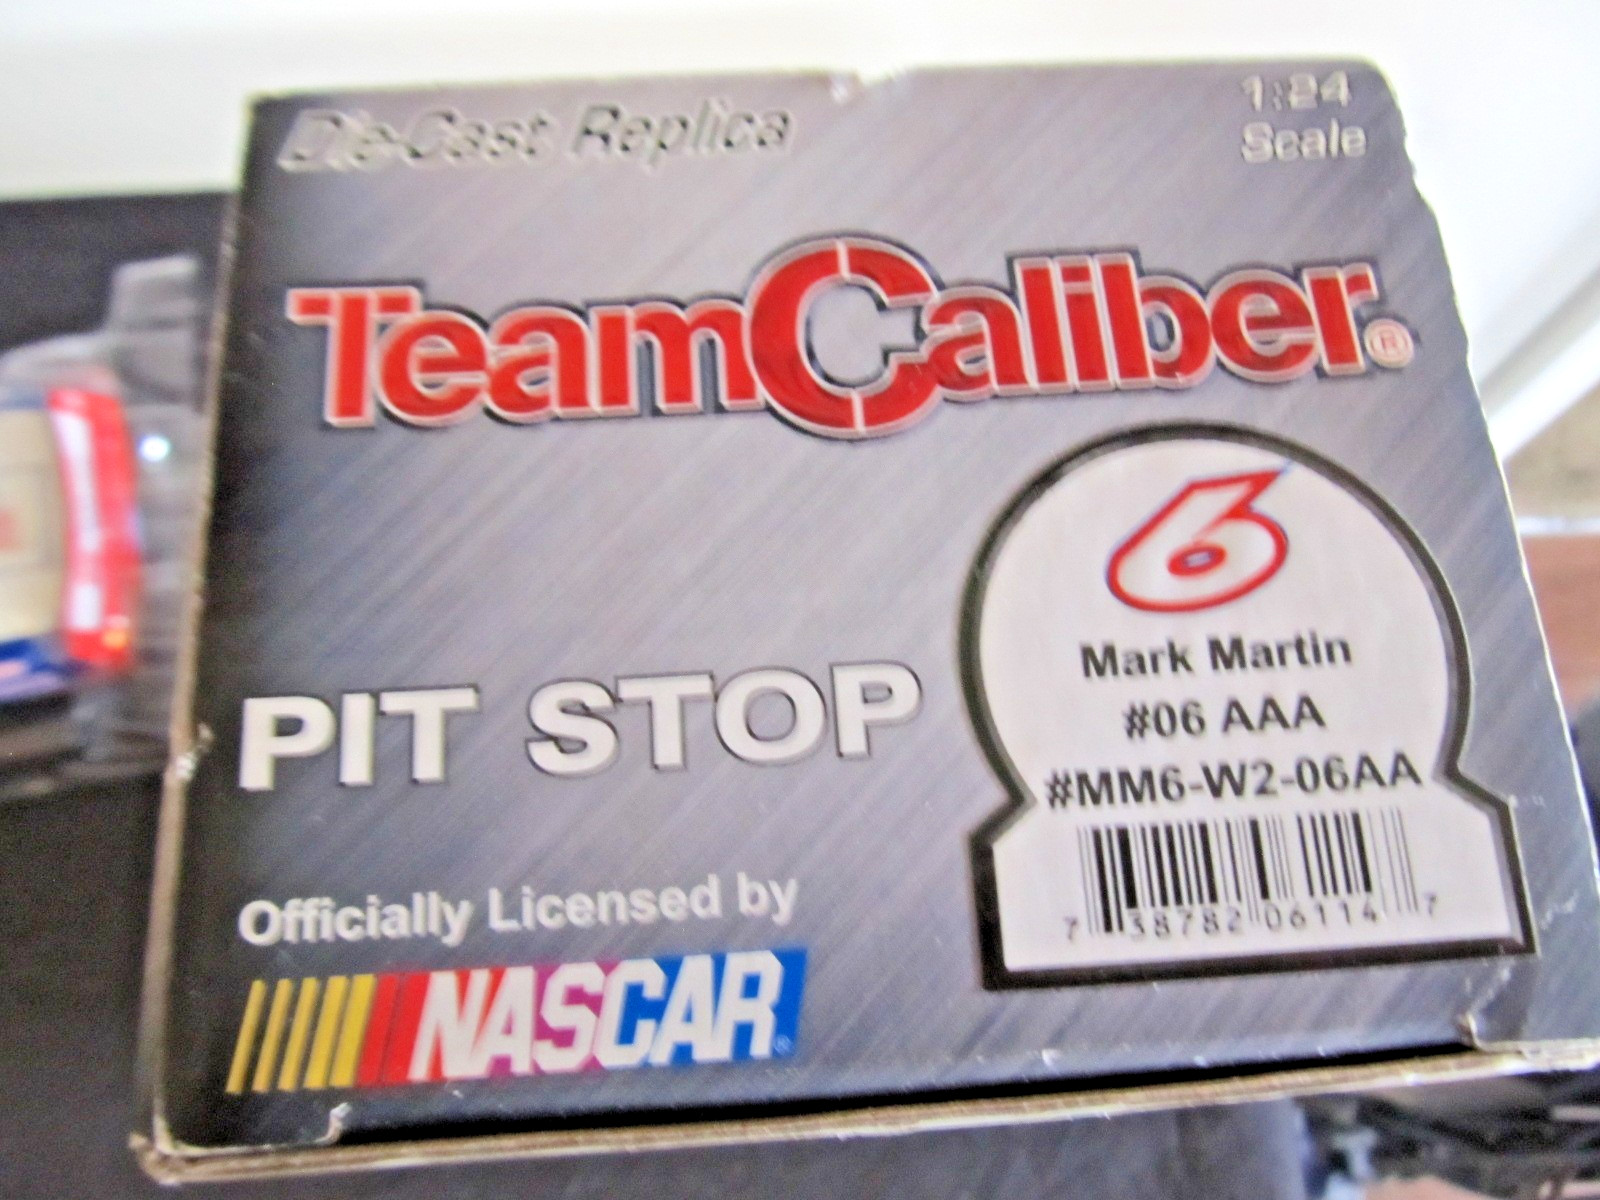 Die-Cast Replica
1:24
Scale
TeamCaliber®
6
Mark Martin
#06 AAA
#MM6-W2-06AA
7 38782 06114 7
PIT STOP
Officially Licensed by
NASCAR